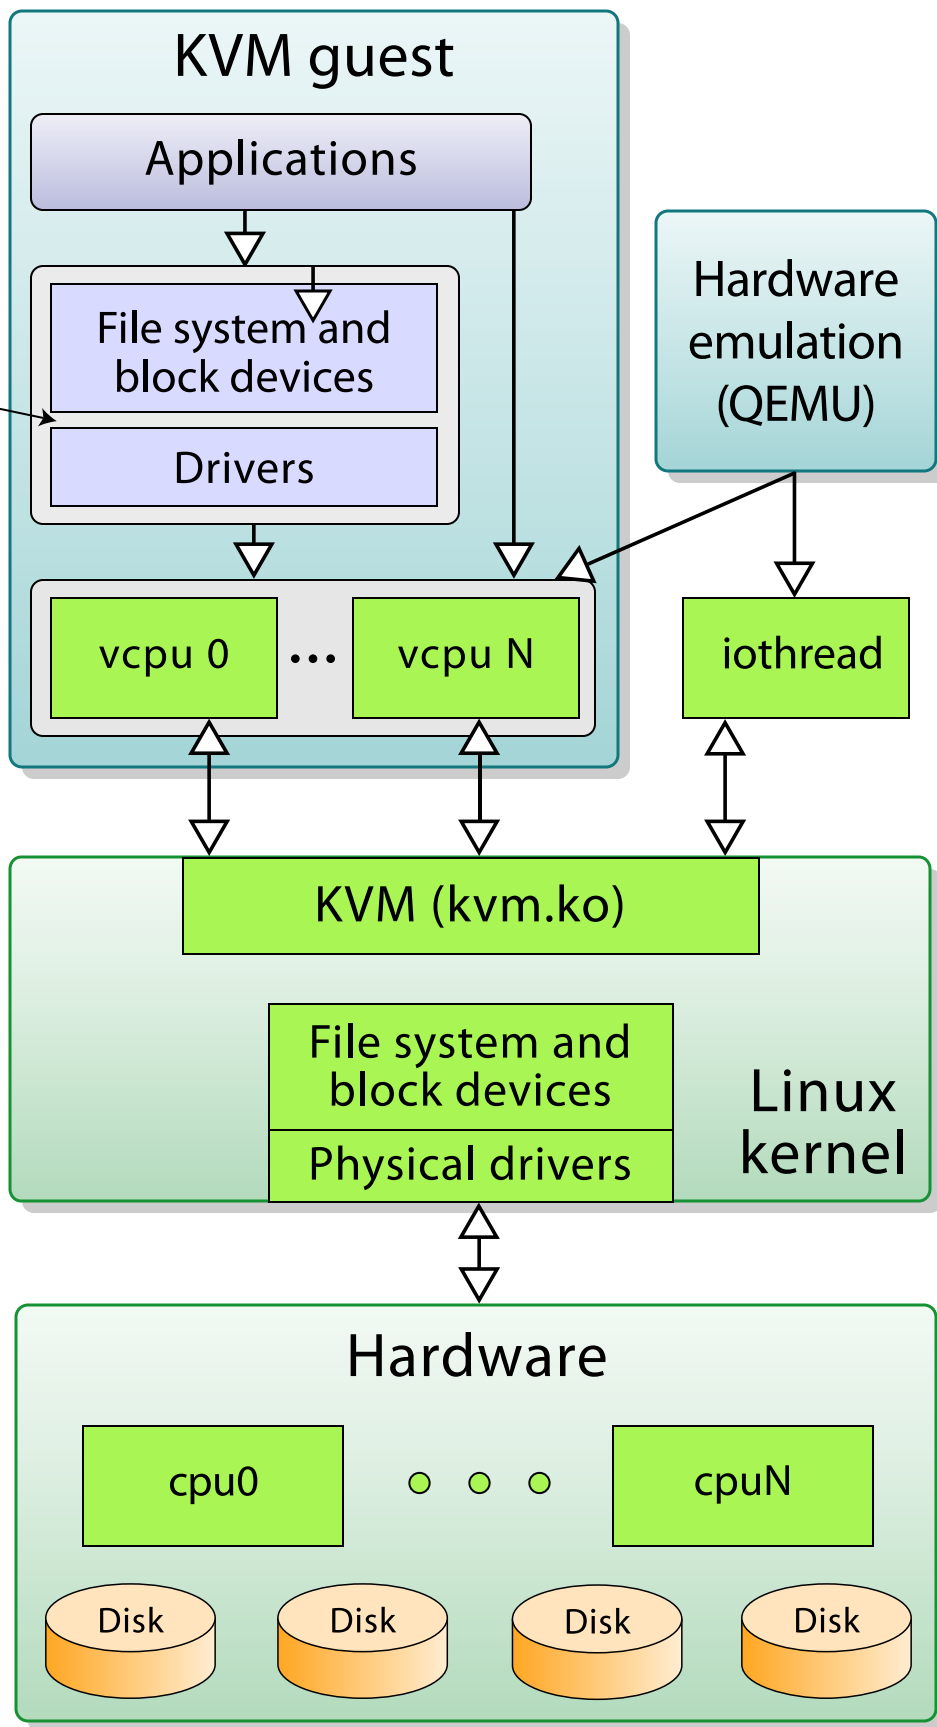 KVM guest
Applications
File system and
block devices
Drivers
vcpu 0
...
vcpu N
Hardware
emulation
(QEMU)
iothread
KVM (kvm.ko)
File system and
block devices
Physical drivers
Linux
kernel
Hardware
cpu0
cpuN
Disk
Disk
Disk
Disk